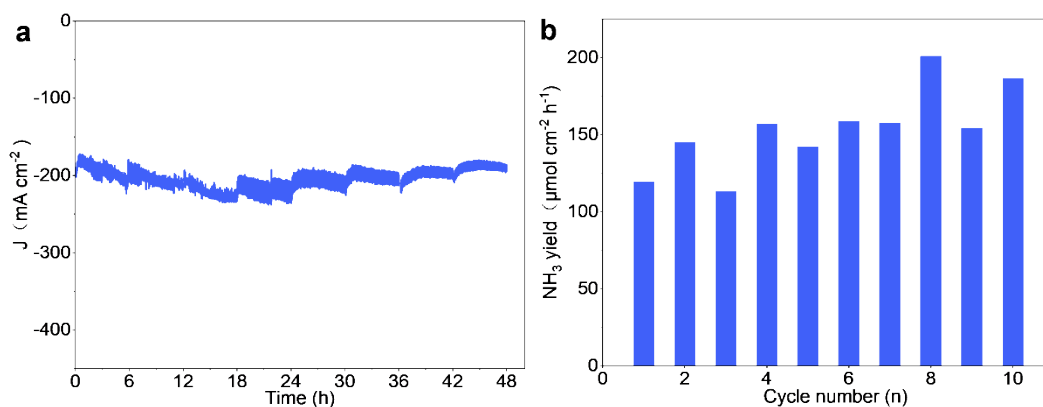 a
0
-100
-200
-300
-400
J（mA cm⁻²）
0 6 12 18 24 30 36 42 48
Time (h)
b
200
150
100
50
0
NH₃ yield（μmol cm⁻² h⁻¹）
0 2 4 6 8 10
Cycle number (n)